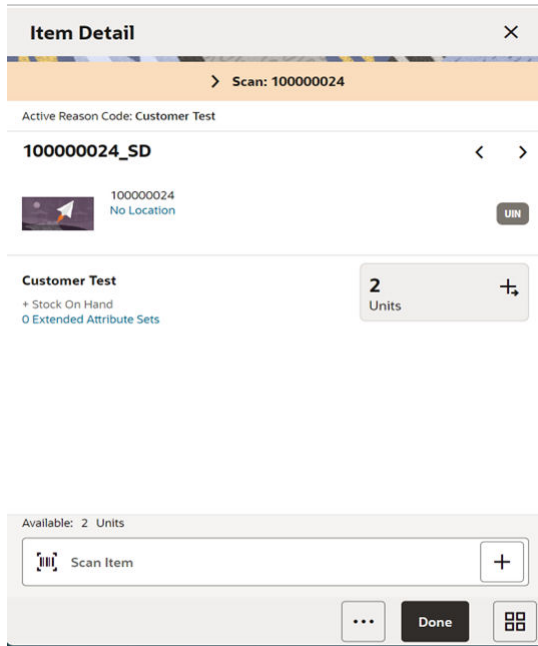 Item Detail
Scan: 100000024
Active Reason Code: Customer Test
100000024_SD
100000024
No Location
UIN
Customer Test
+ Stock On Hand
0 Extended Attribute Sets
2
Units
Available: 2 Units
Scan Item
Done